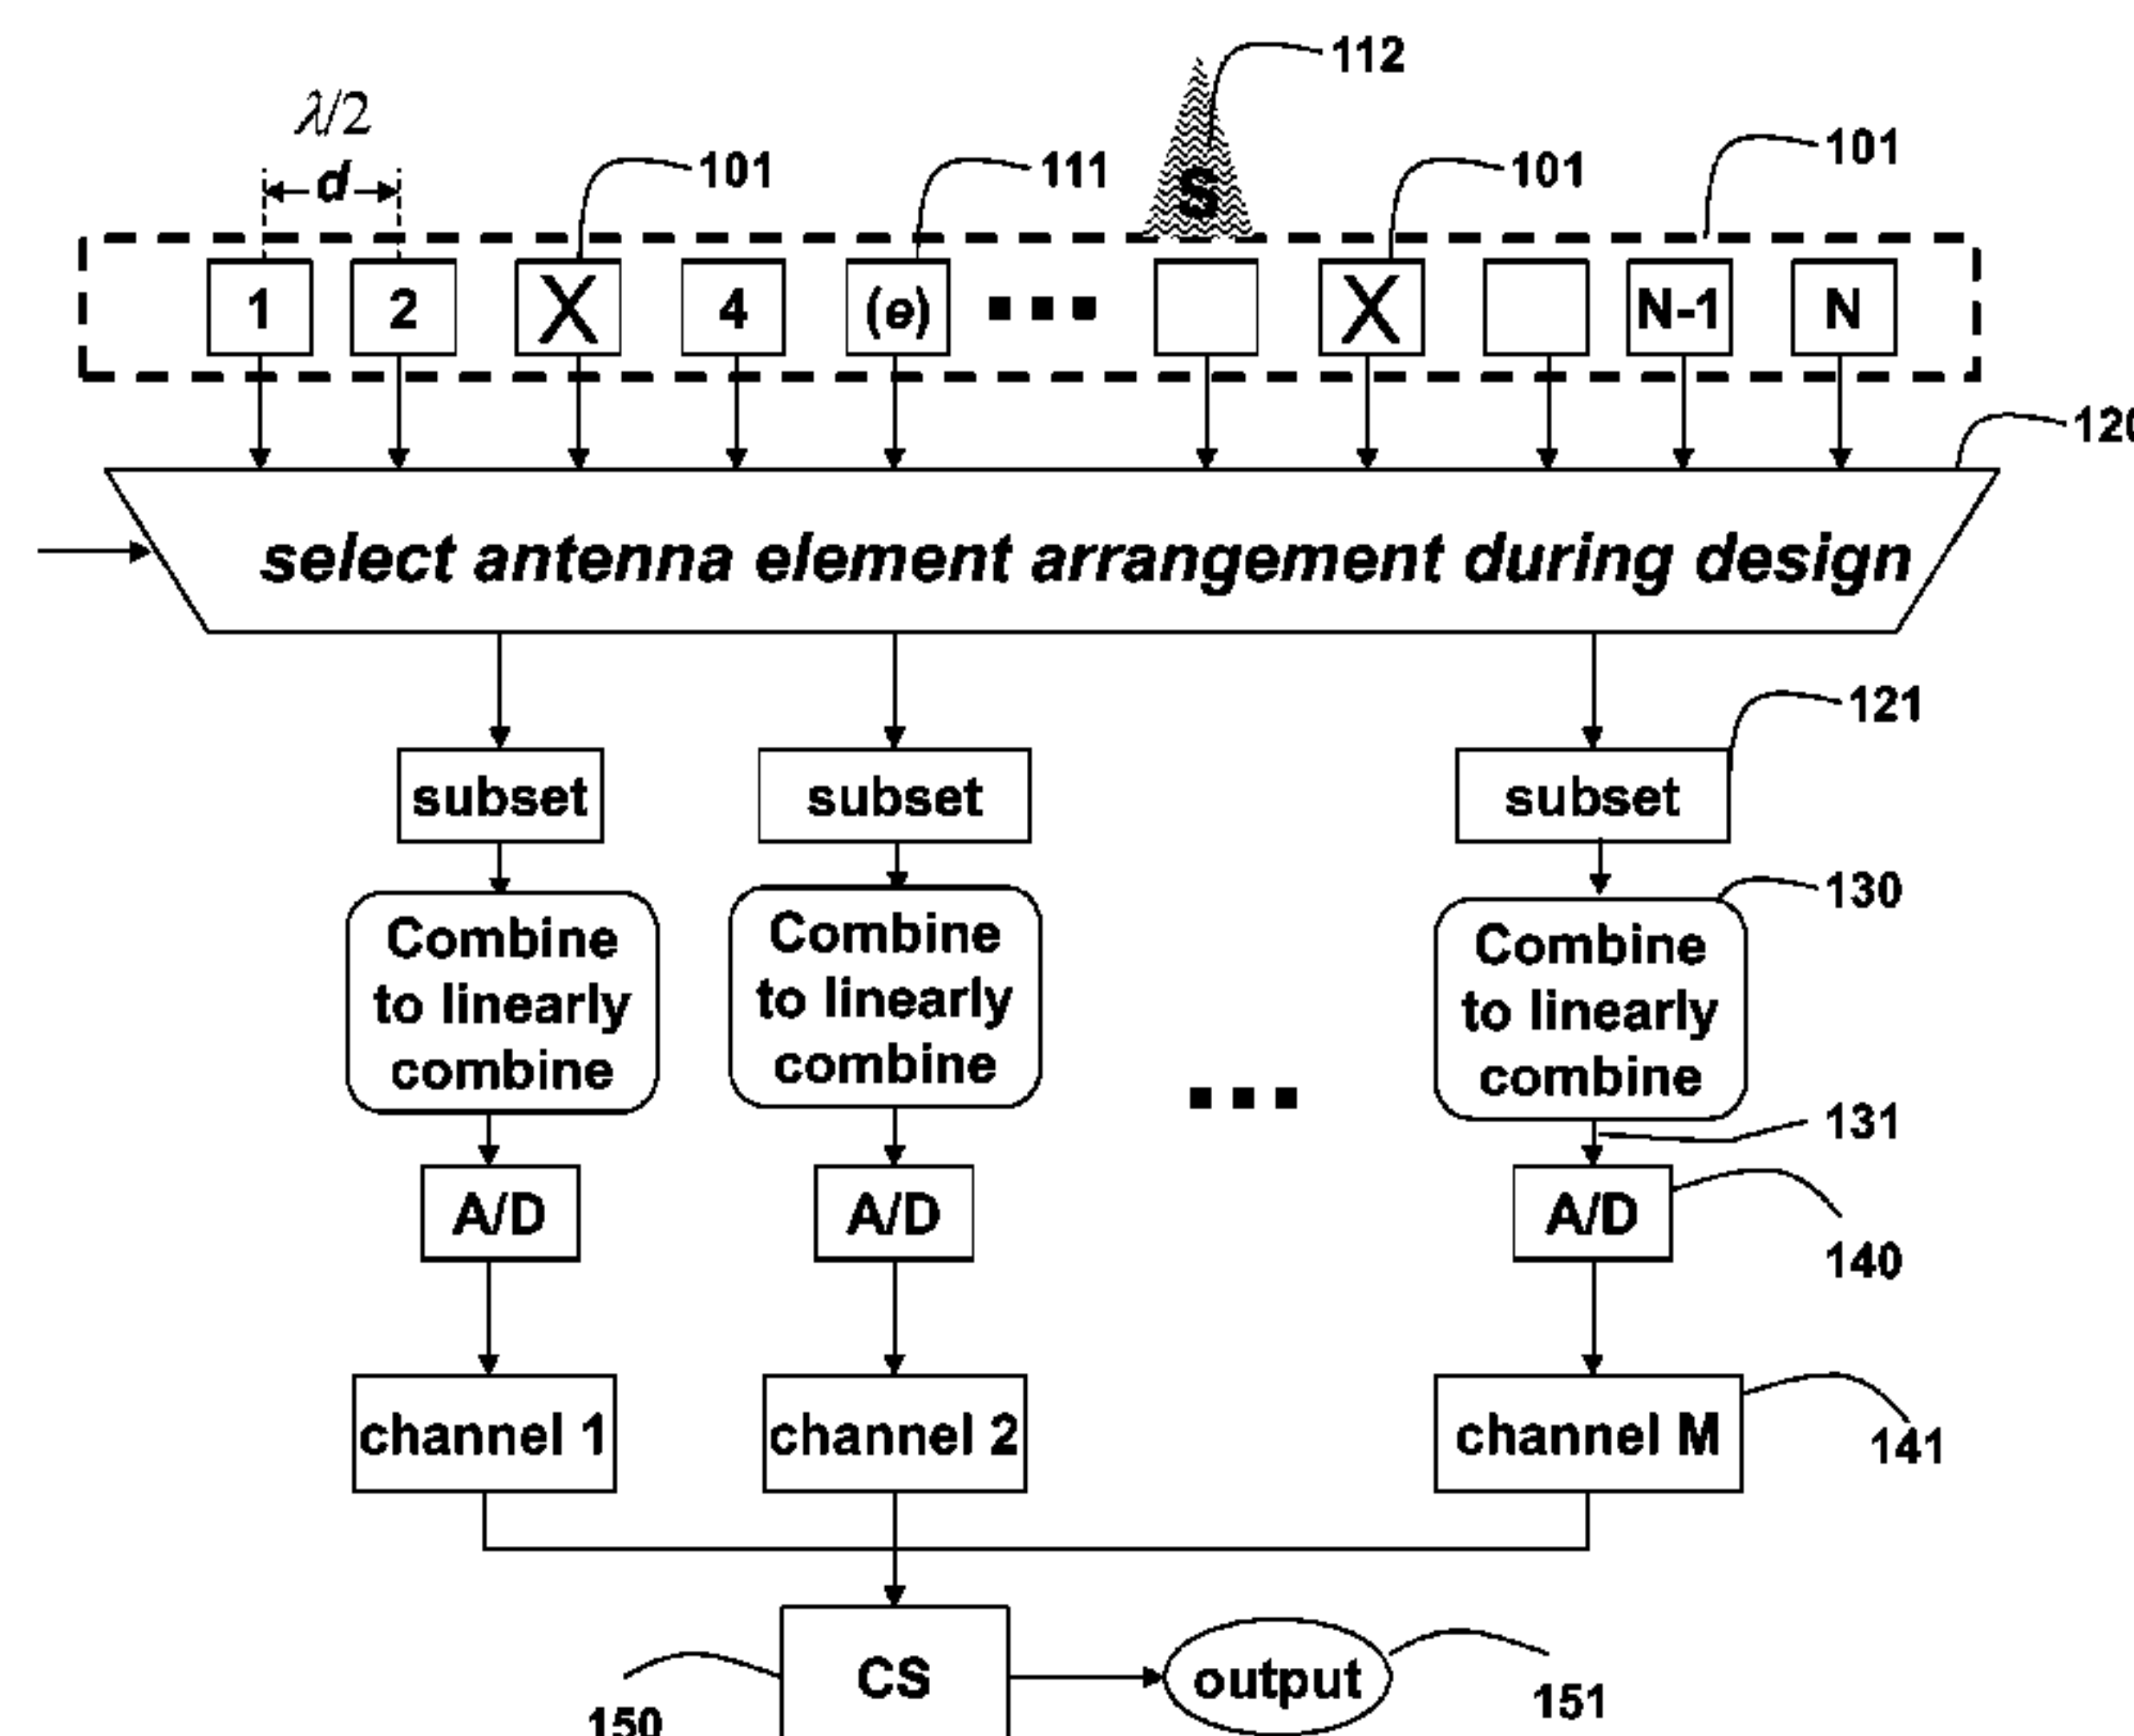 112
λ/2
d
101
111
S
101
101
1
2
X
4
(e)
X
N-1
N
120
select antenna element arrangement during design
121
subset
subset
subset
130
Combine
to linearly
combine
Combine
to linearly
combine
Combine
to linearly
combine
131
A/D
A/D
A/D
140
channel 1
channel 2
channel M
141
CS
output
150
151